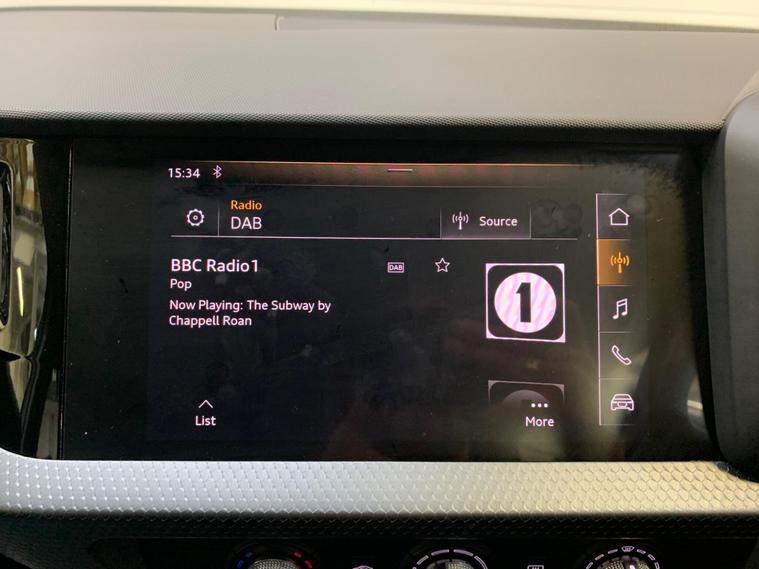 15:34
Radio
DAB
Source
BBC Radio1
DAB
Pop
Now Playing: The Subway by
Chappell Roan
1
List
More